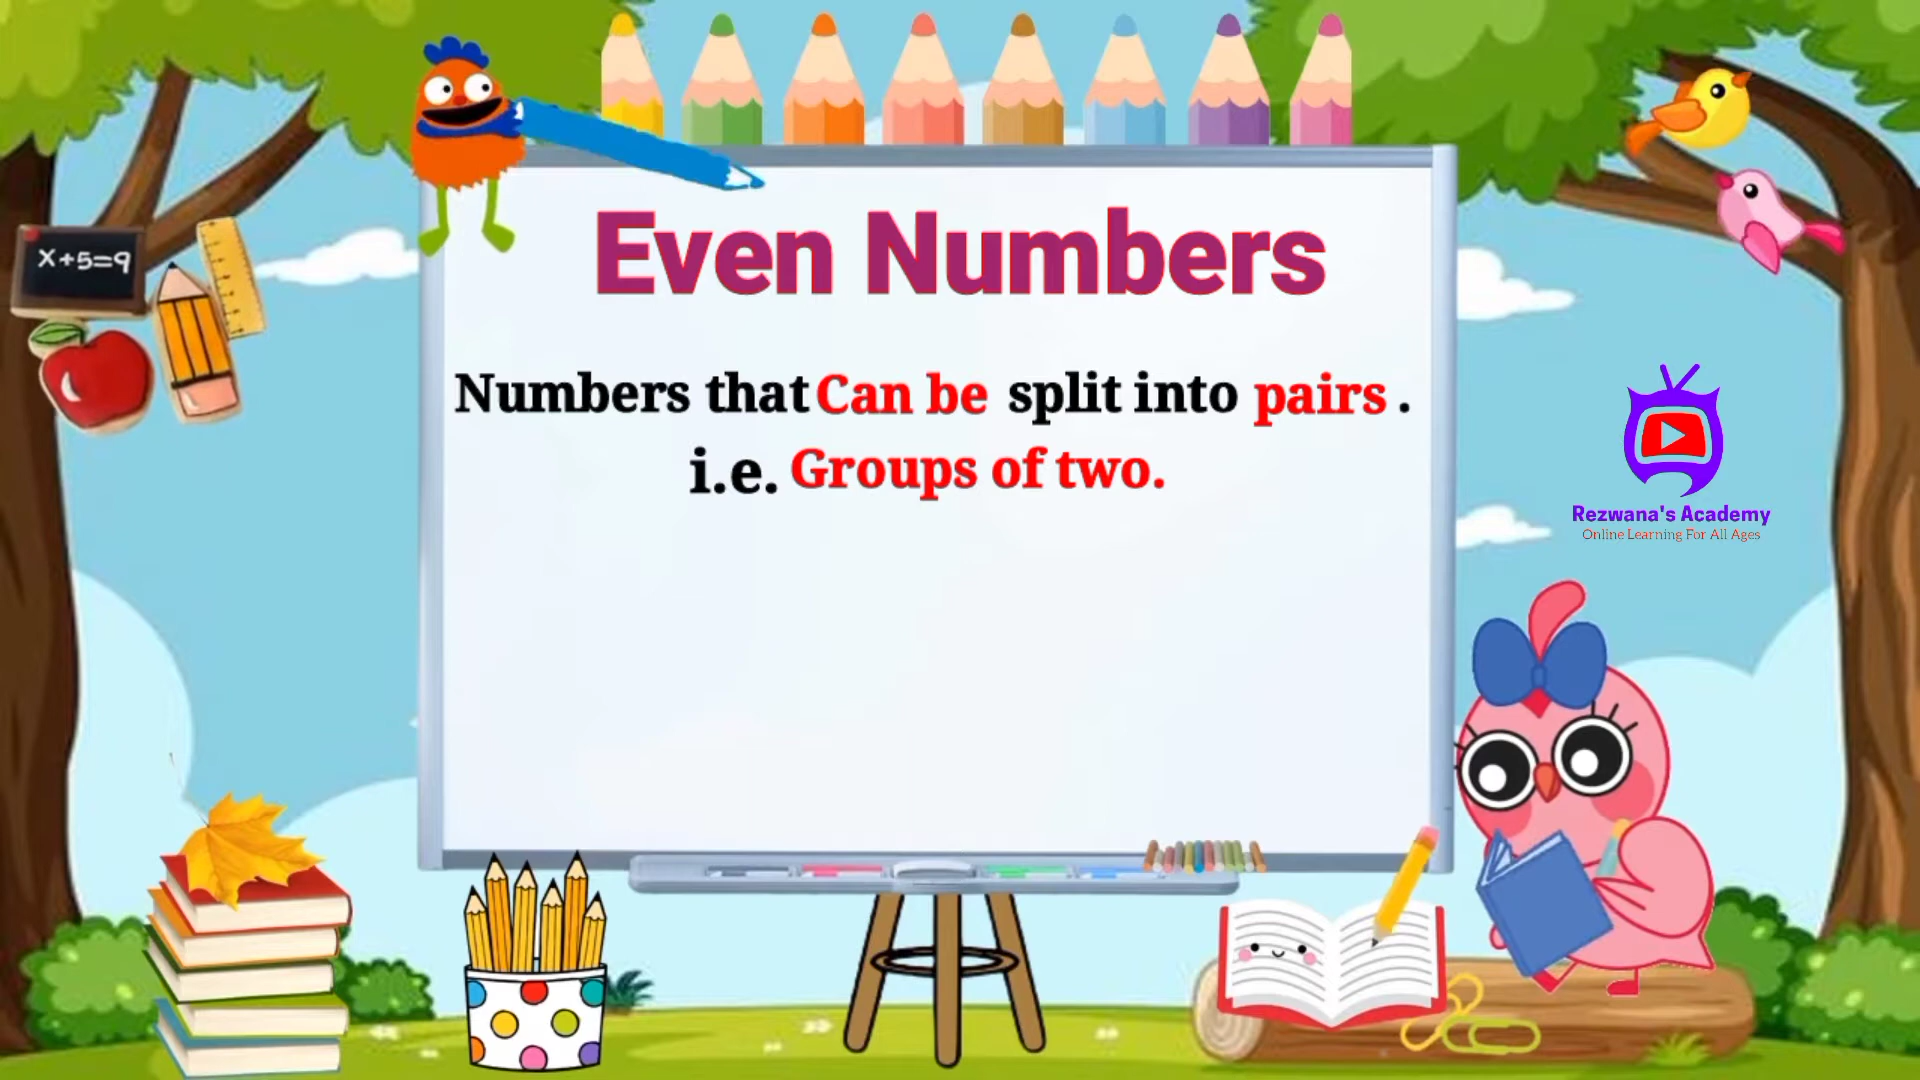 Even Numbers
x+5=9
Numbers that Can be split into pairs .
i.e. Groups of two.
Rezwana's Academy
Online Learning For All Ages